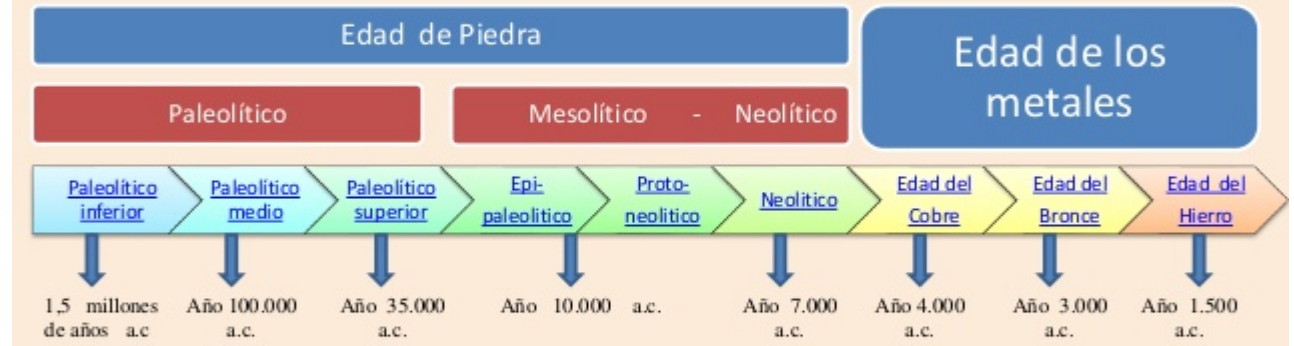 Edad de Piedra
Edad de los
metales
Paleolítico
Mesolítico - Neolítico
Paleolítico
inferior
Paleolítico
medio
Paleolítico
superior
Epi-
paleolitico
Proto-
neolitico
Neolitico
Edad del
Cobre
Edad del
Bronce
Edad del
Hierro
1,5 millones
de años a.c
Año 100.000
a.c.
Año 35.000
a.c.
Año 10.000 a.c.
Año 7.000
a.c.
Año 4.000
a.c.
Año 3.000
a.c.
Año 1.500
a.c.